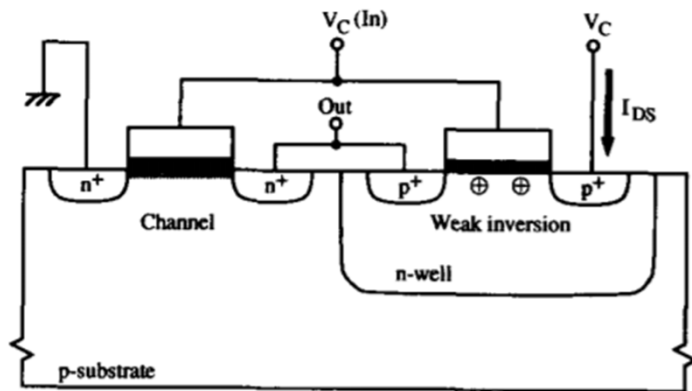 V_C (In)
V_C
Out
I_DS
n+
n+
p+
⊕ ⊕
p+
Channel
Weak inversion
n-well
p-substrate